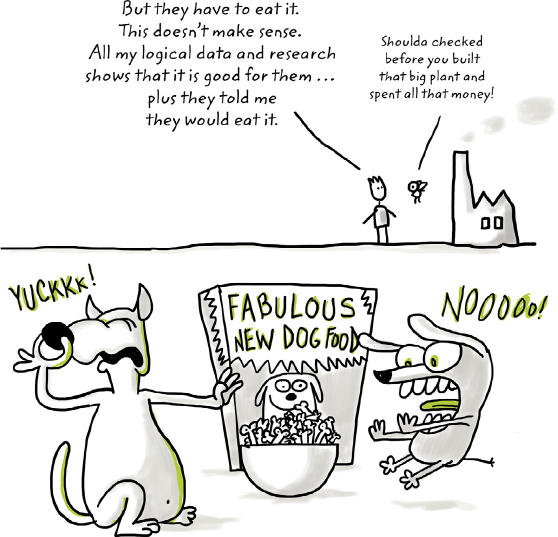 But they have to eat it.
This doesn't make sense.
All my logical data and research
shows that it is good for them ...
plus they told me
they would eat it.
Shoulda checked
before you built
that big plant and
spent all that money!
YUCKKK!
FABULOUS
NEW DOG FOOD
NOOOOO!